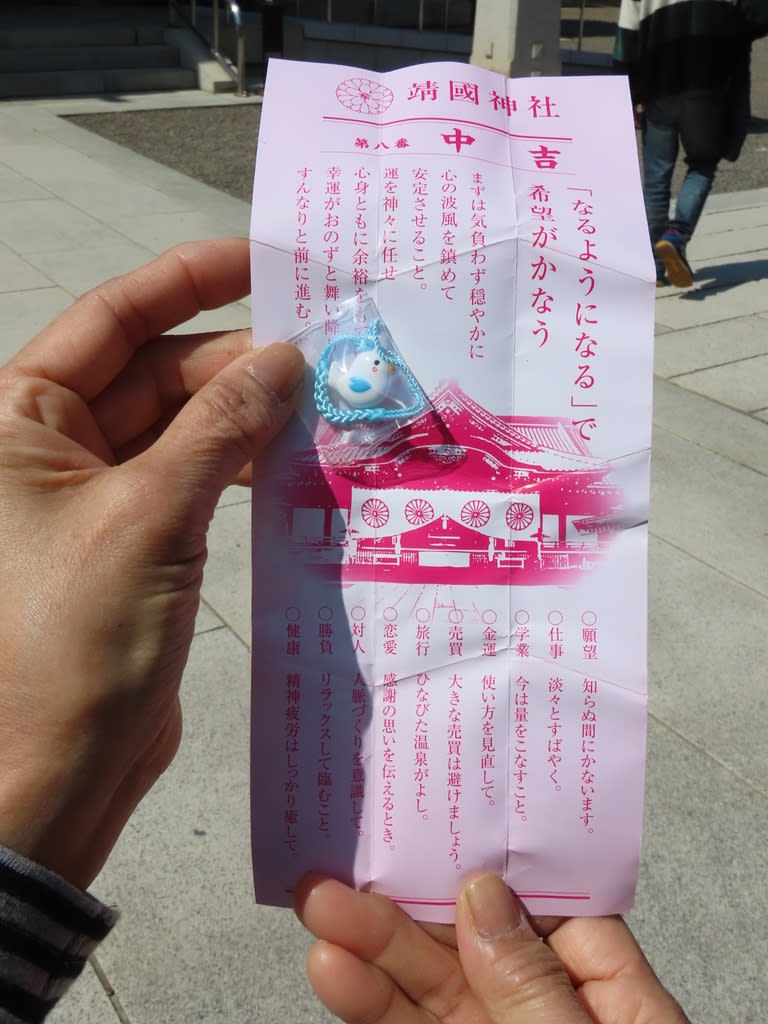 靖國神社
第八番 中吉
「なるようになる」で
希望がかなう
まずは気負わず穏やかに
心の波風を鎮めて
安定させること。
運を神々に任せ
心身ともに余裕を
幸運がおのずと舞い降
すんなりと前に進む。
○願望 知らぬ間にかないます。
○仕事 淡々とすばやく。
○学業 今は量をこなすこと。
○金運 使い方を見直して。
○売買 大きな売買は避けましょう。
○旅行 ひなびた温泉がよし。
○恋愛 感謝の思いを伝えるとき。
○対人 人脈づくりを意識して。
○勝負 リラックスして臨むこと。
○健康 精神疲労はしっかり癒して。